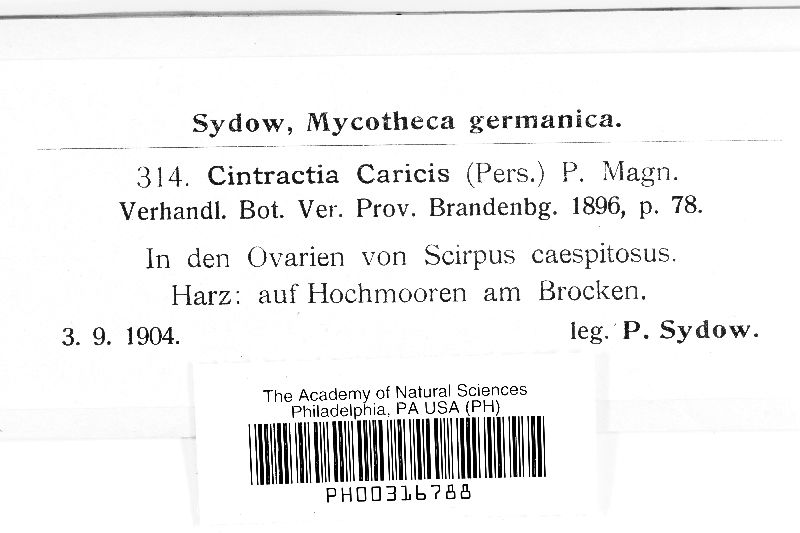 Sydow, Mycotheca germanica.
314. Cintractia Caricis (Pers.) P. Magn.
Verhandl. Bot. Ver. Prov. Brandenbg. 1896, p. 78.
In den Ovarien von Scirpus caespitosus.
Harz: auf Hochmooren am Brocken.
3. 9. 1904. leg. P. Sydow.
The Academy of Natural Sciences
Philadelphia, PA USA (PH)
PH00316788